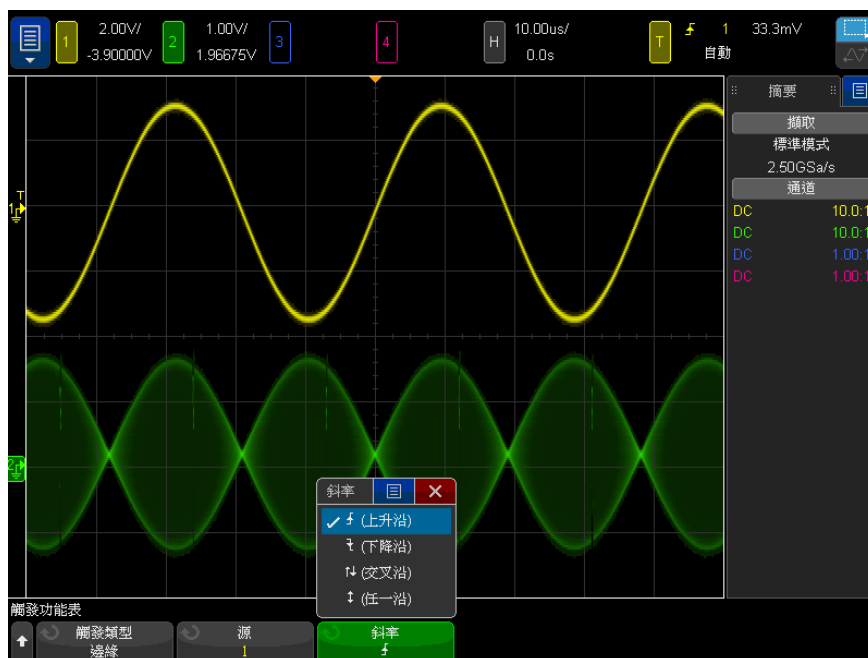 1 2.00V/ -3.90000V
2 1.00V/ 1.96675V
3
4
H 10.00us/ 0.0s
T 1 33.3mV 自動
摘要
擷取
標準模式
2.50GSa/s
通道
DC 10.0:1
DC 10.0:1
DC 1.00:1
DC 1.00:1
T
1
2
斜率
(上升沿)
(下降沿)
(交叉沿)
(任一沿)
觸發功能表
觸發類型
邊緣
源
1
斜率